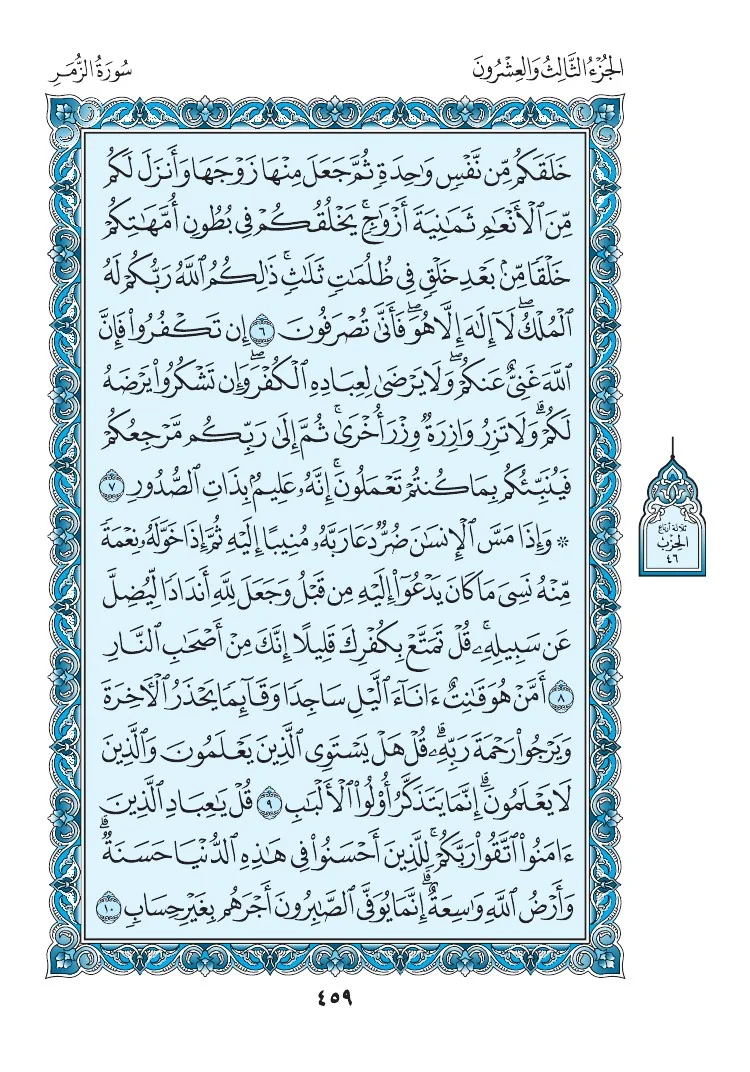 الجُزْءُ الثَّالِثُ وَالعِشْرُونَ
سُورَةُ الزُّمَرِ
خَلَقَكُم مِّن نَّفْسٍ وَٰحِدَةٍ ثُمَّ جَعَلَ مِنْهَا زَوْجَهَا وَأَنزَلَ لَكُم
مِّنَ ٱلْأَنْعَٰمِ ثَمَٰنِيَةَ أَزْوَٰجٍۚ يَخْلُقُكُمْ فِى بُطُونِ أُمَّهَٰتِكُمْ
خَلْقًا مِّنۢ بَعْدِ خَلْقٍ فِى ظُلُمَٰتٍ ثَلَٰثٍۚ ذَٰلِكُمُ ٱللَّهُ رَبُّكُمْ لَهُ
ٱلْمُلْكُۖ لَآ إِلَٰهَ إِلَّا هُوَۖ فَأَنَّىٰ تُصْرَفُونَ ٦ إِن تَكْفُرُوا۟ فَإِنَّ
ٱللَّهَ غَنِىٌّ عَنكُمْۖ وَلَا يَرْضَىٰ لِعِبَادِهِ ٱلْكُفْرَۖ وَإِن تَشْكُرُوا۟ يَرْضَهُ
لَكُمْۗ وَلَا تَزِرُ وَازِرَةٌ وِزْرَ أُخْرَىٰۚ ثُمَّ إِلَىٰ رَبِّكُم مَّرْجِعُكُمْ
فَيُنَبِّئُكُم بِمَا كُنتُمْ تَعْمَلُونَۚ إِنَّهُۥ عَلِيمٌۢ بِذَاتِ ٱلصُّدُورِ ٧
۞ وَإِذَا مَسَّ ٱلْإِنسَٰنَ ضُرٌّ دَعَا رَبَّهُۥ مُنِيبًا إِلَيْهِ ثُمَّ إِذَا خَوَّلَهُۥ نِعْمَةً
مِّنْهُ نَسِىَ مَا كَانَ يَدْعُوٓا۟ إِلَيْهِ مِن قَبْلُ وَجَعَلَ لِلَّهِ أَندَادًا لِّيُضِلَّ
عَن سَبِيلِهِۦۚ قُلْ تَمَتَّعْ بِكُفْرِكَ قَلِيلًا إِنَّكَ مِنْ أَصْحَٰبِ ٱلنَّارِ
٨ أَمَّنْ هُوَ قَٰنِتٌ ءَانَآءَ ٱلَّيْلِ سَاجِدًا وَقَآئِمًا يَحْذَرُ ٱلْأَخِرَةَ
وَيَرْجُوا۟ رَحْمَةَ رَبِّهِۦۗ قُلْ هَلْ يَسْتَوِى ٱلَّذِينَ يَعْلَمُونَ وَٱلَّذِينَ
لَا يَعْلَمُونَۗ إِنَّمَا يَتَذَكَّرُ أُو۟لُوا۟ ٱلْأَلْبَٰبِ ٩ قُلْ يَٰعِبَادِ ٱلَّذِينَ
ءَامَنُوا۟ ٱتَّقُوا۟ رَبَّكُمْۚ لِلَّذِينَ أَحْسَنُوا۟ فِى هَٰذِهِ ٱلدُّنْيَا حَسَنَةٌۗ
وَأَرْضُ ٱللَّهِ وَٰسِعَةٌۗ إِنَّمَا يُوَفَّى ٱلصَّٰبِرُونَ أَجْرَهُم بِغَيْرِ حِسَابٍ ١٠
ثلاثة أرباع
الحِزْبِ
٤٦
٤٥٩